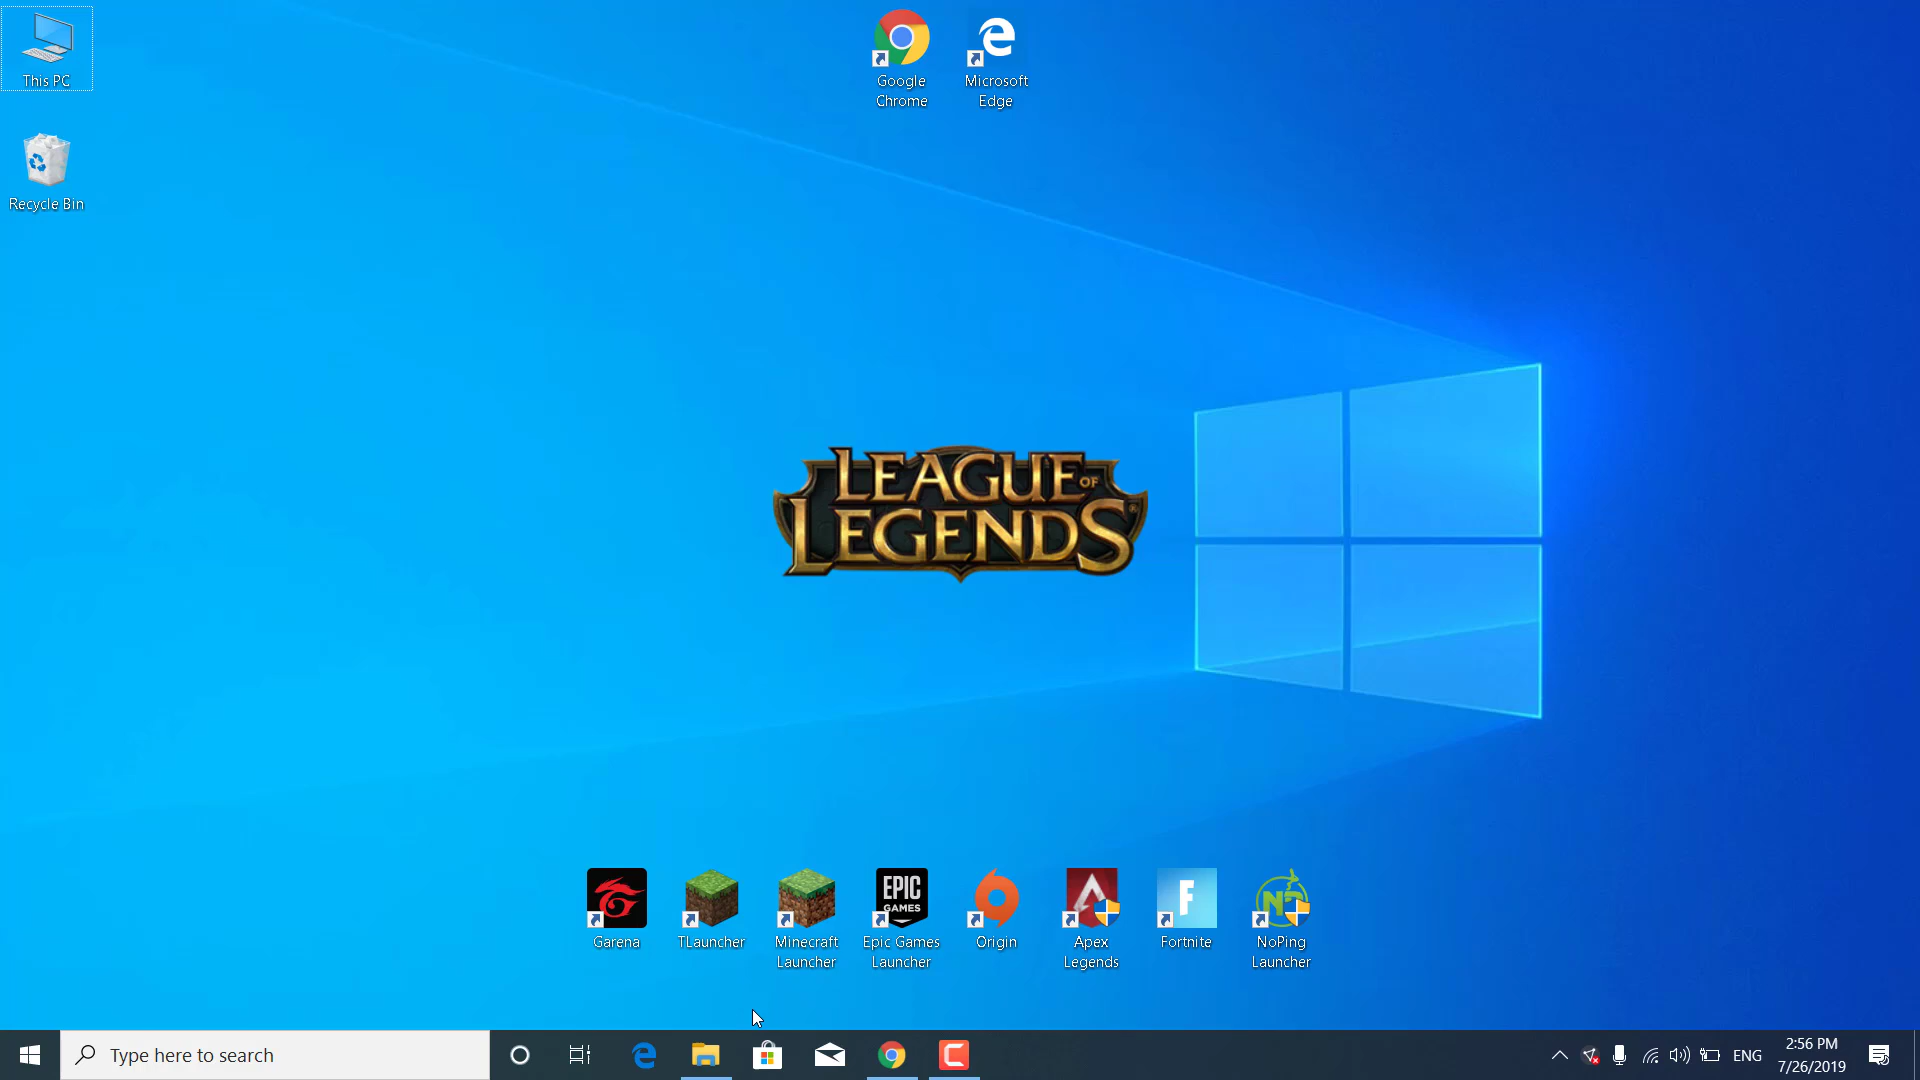 This PC
Recycle Bin
Google
Chrome
Microsoft
Edge
LEAGUE OF
LEGENDS®
EPIC
GAMES
F
NP
Garena
TLauncher
Minecraft
Launcher
Epic Games
Launcher
Origin
Apex
Legends
Fortnite
NoPing
Launcher
Type here to search
ENG
2:56 PM
7/26/2019